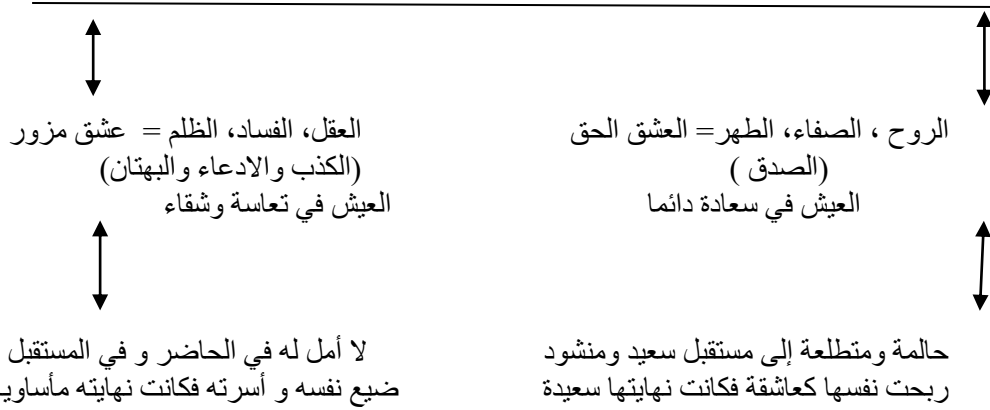 الروح ، الصفاء، الطهر= العشق الحق
(الصدق )
العيش في سعادة دائما
العقل، الفساد، الظلم = عشق مزور
(الكذب والادعاء والبهتان)
العيش في تعاسة وشقاء
حالمة ومتطلعة إلى مستقبل سعيد ومنشود
ربحت نفسها كعاشقة فكانت نهايتها سعيدة
لا أمل له في الحاضر و في المستقبل
ضيع نفسه و أسرته فكانت نهايته